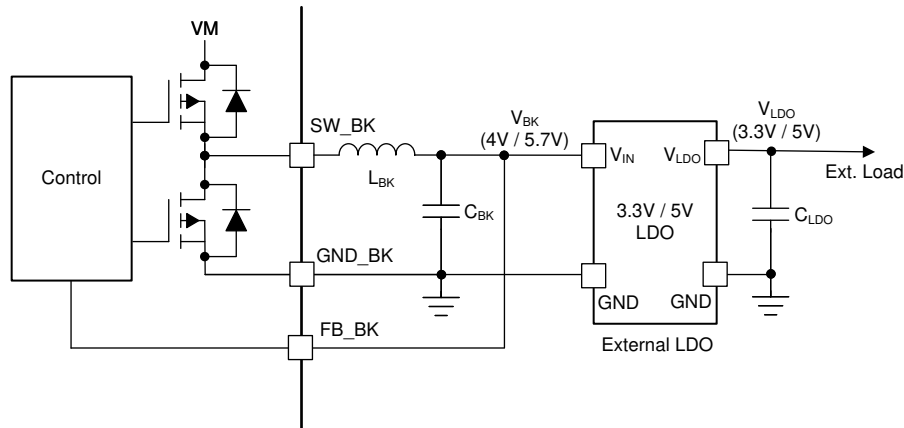 VM
Control
SW_BK
L_BK
V_BK
(4V / 5.7V)
C_BK
GND_BK
FB_BK
V_IN
V_LDO
3.3V / 5V
LDO
GND
GND
External LDO
V_LDO
(3.3V / 5V)
Ext. Load
C_LDO